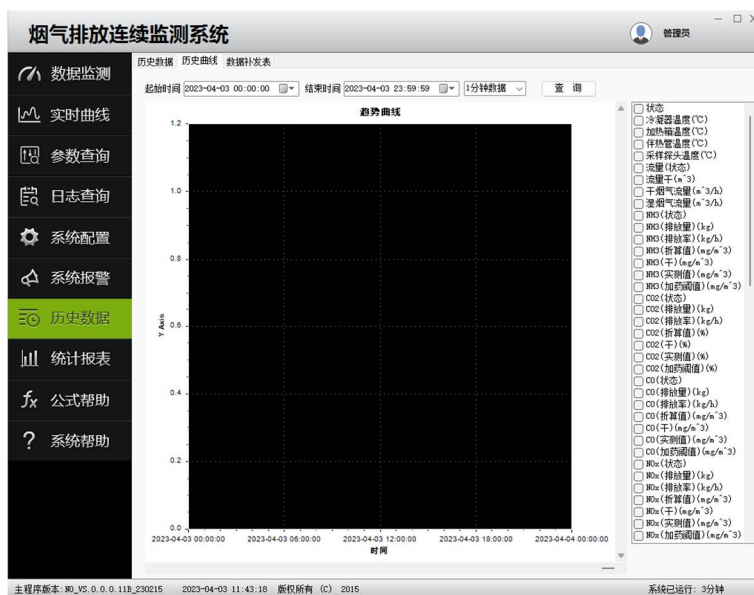 烟气排放连续监测系统
管理员
数据监测
实时曲线
参数查询
日志查询
系统配置
系统报警
历史数据
统计报表
公式帮助
系统帮助
历史数据 历史曲线 数据补发表
起始时间 2023-04-03 00:00:00 结束时间 2023-04-03 23:59:59 1分钟数据 查 询
趋势曲线
1.2
1.0
0.8
0.6
0.4
0.2
0.0
Y Axis
2023-04-03 00:00:00 2023-04-03 06:00:00 2023-04-03 12:00:00 2023-04-03 18:00:00 2023-04-04 00:00:00
时间
状态
冷凝器温度(℃)
加热箱温度(℃)
伴热管温度(℃)
采样探头温度(℃)
流量(状态)
流量干(m^3)
干烟气流量(m^3/h)
湿烟气流量(m^3/h)
NH3(状态)
NH3(排放量)(kg)
NH3(排放率)(kg/h)
NH3(折算值)(mg/m^3)
NH3(干)(mg/m^3)
NH3(实测值)(mg/m^3)
NH3(加药阈值)(mg/m^3)
CO2(状态)
CO2(排放量)(kg)
CO2(排放率)(kg/h)
CO2(折算值)(%)
CO2(干)(%)
CO2(实测值)(%)
CO2(加药阈值)(%)
CO(状态)
CO(排放量)(kg)
CO(排放率)(kg/h)
CO(折算值)(mg/m^3)
CO(干)(mg/m^3)
CO(实测值)(mg/m^3)
CO(加药阈值)(mg/m^3)
NOx(状态)
NOx(排放量)(kg)
NOx(排放率)(kg/h)
NOx(折算值)(mg/m^3)
NOx(干)(mg/m^3)
NOx(实测值)(mg/m^3)
NOx(加药阈值)(mg/m^3)
主程序版本:NO_VS.0.0.0.11B_230215 2023-04-03 11:43:18 版权所有 (C) 2015 系统已运行: 3分钟